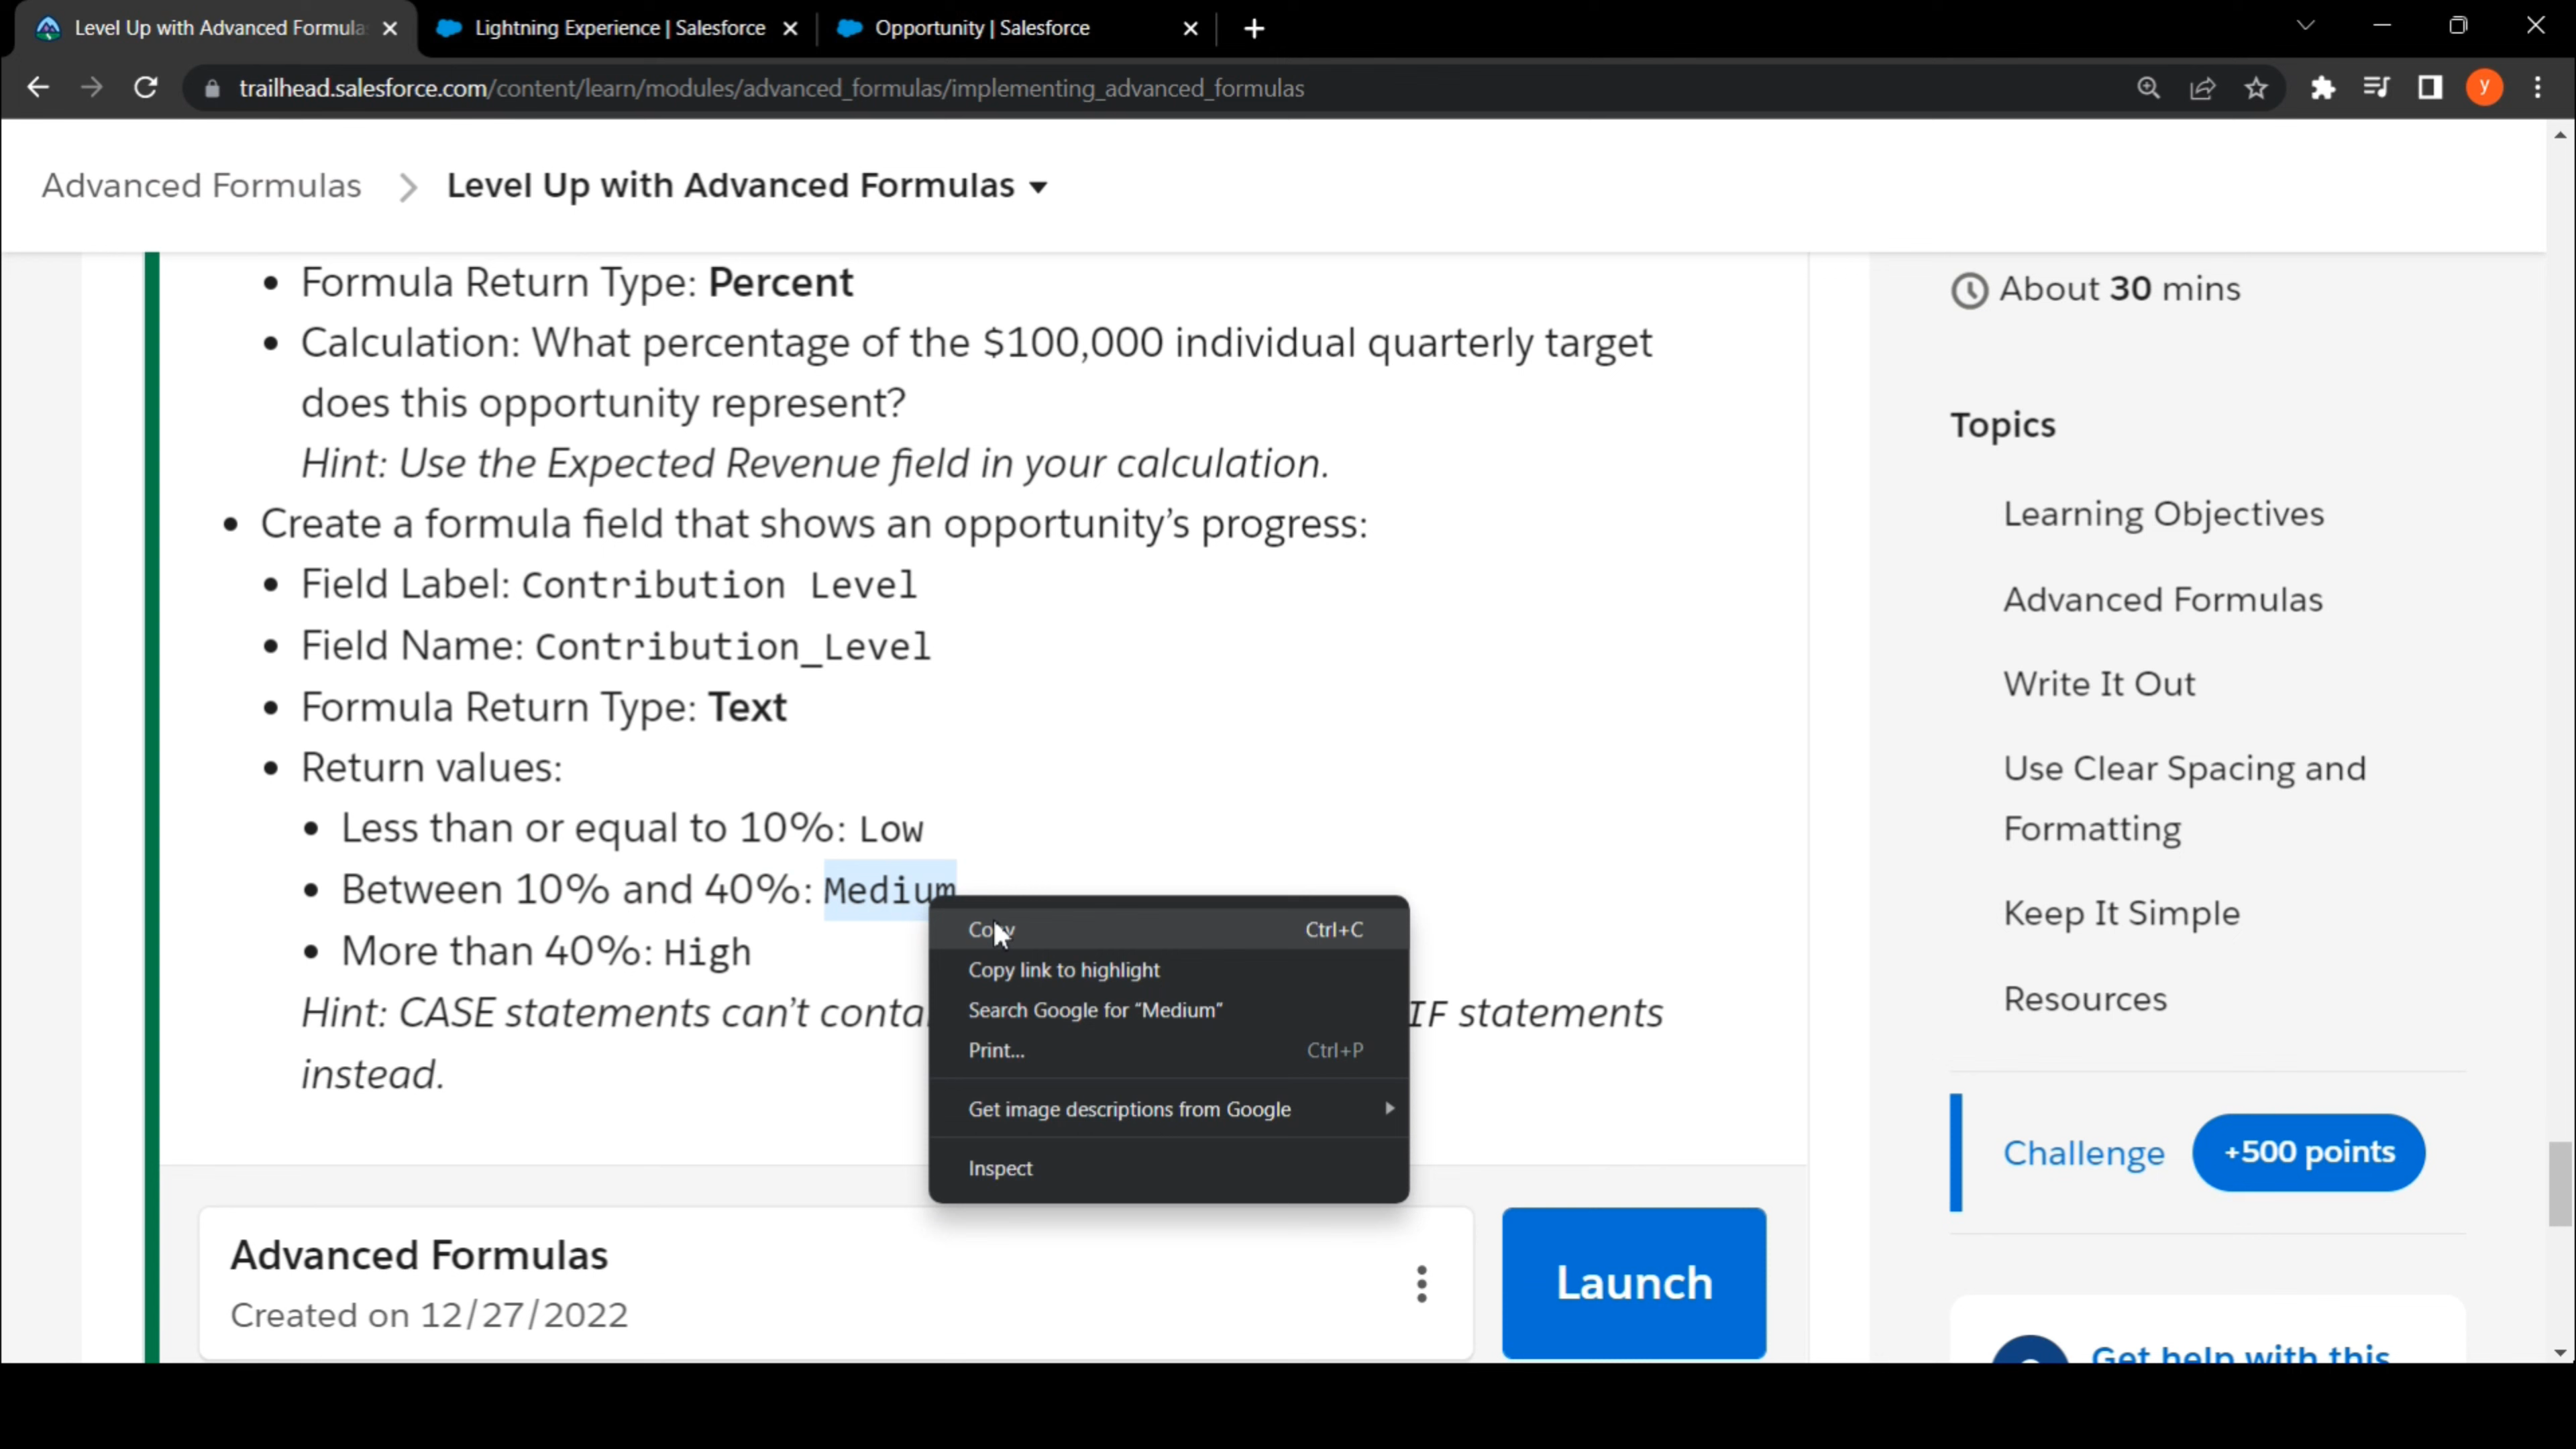 Level Up with Advanced Formula
Lightning Experience | Salesforce
Opportunity | Salesforce
trailhead.salesforce.com/content/learn/modules/advanced_formulas/implementing_advanced_formulas
y
Advanced Formulas
Level Up with Advanced Formulas
Formula Return Type: Percent
Calculation: What percentage of the $100,000 individual quarterly target
does this opportunity represent?
Hint: Use the Expected Revenue field in your calculation.
Create a formula field that shows an opportunity's progress:
Field Label: Contribution Level
Field Name: Contribution_Level
Formula Return Type: Text
Return values:
Less than or equal to 10%: Low
Between 10% and 40%: Medium
More than 40%: High
Hint: CASE statements can't IF statements
instead.
Copy Ctrl+C
Copy link to highlight
Search Google for "Medium"
Print... Ctrl+P
Get image descriptions from Google
Inspect
Advanced Formulas
Created on 12/27/2022
Launch
About 30 mins
Topics
Learning Objectives
Advanced Formulas
Write It Out
Use Clear Spacing and
Formatting
Keep It Simple
Resources
Challenge
+500 points
Get help with this